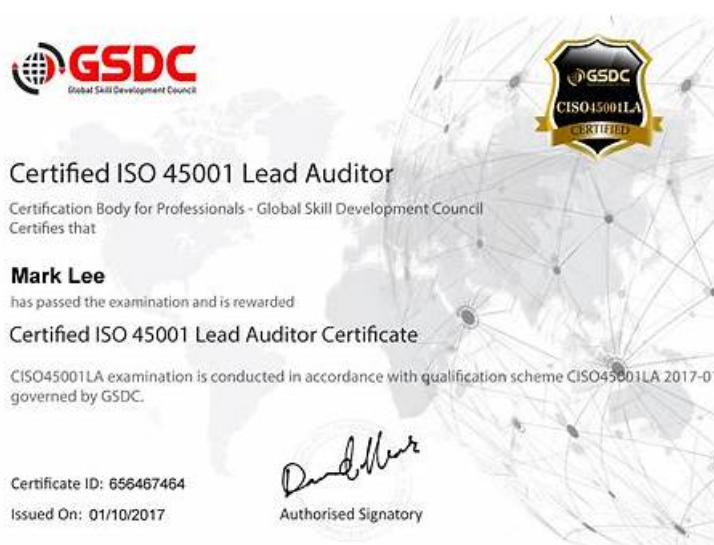 GSDC
Global Skill Development Council
GSDC
CISO45001LA
CERTIFIED
Certified ISO 45001 Lead Auditor
Certification Body for Professionals - Global Skill Development Council
Certifies that
Mark Lee
has passed the examination and is rewarded
Certified ISO 45001 Lead Auditor Certificate
CISO45001LA examination is conducted in accordance with qualification scheme CISO45001LA 2017-01
governed by GSDC.
Certificate ID: 656467464
Issued On: 01/10/2017
Authorised Signatory